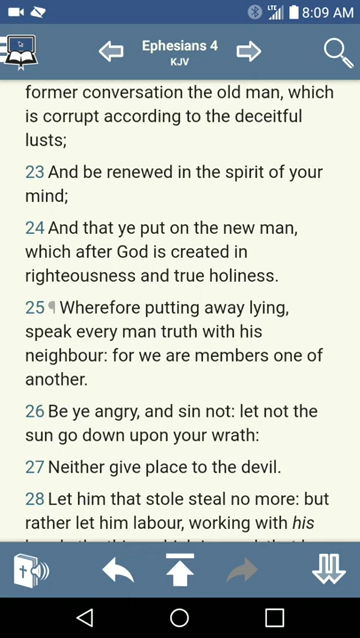 LTE 8:09 AM
Ephesians 4
KJV
former conversation the old man, which
is corrupt according to the deceitful
lusts;
23 And be renewed in the spirit of your
mind;
24 And that ye put on the new man,
which after God is created in
righteousness and true holiness.
25 ¶ Wherefore putting away lying,
speak every man truth with his
neighbour: for we are members one of
another.
26 Be ye angry, and sin not: let not the
sun go down upon your wrath:
27 Neither give place to the devil.
28 Let him that stole steal no more: but
rather let him labour, working with his